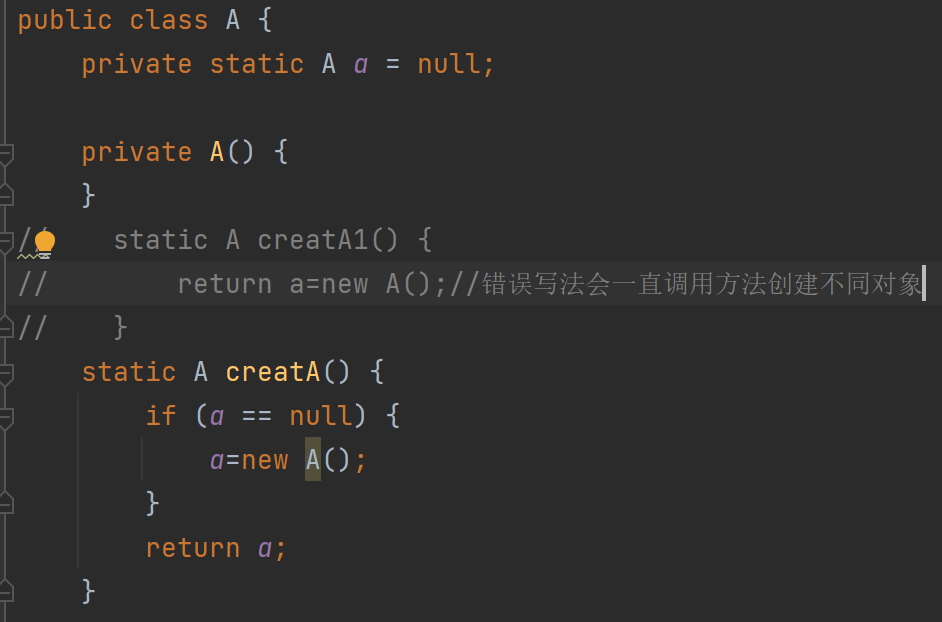 public class A {
private static A a = null;
private A() {
}
// static A creatA1() {
// return a=new A();//错误写法会一直调用方法创建不同对象
// }
static A creatA() {
if (a == null) {
a=new A();
}
return a;
}